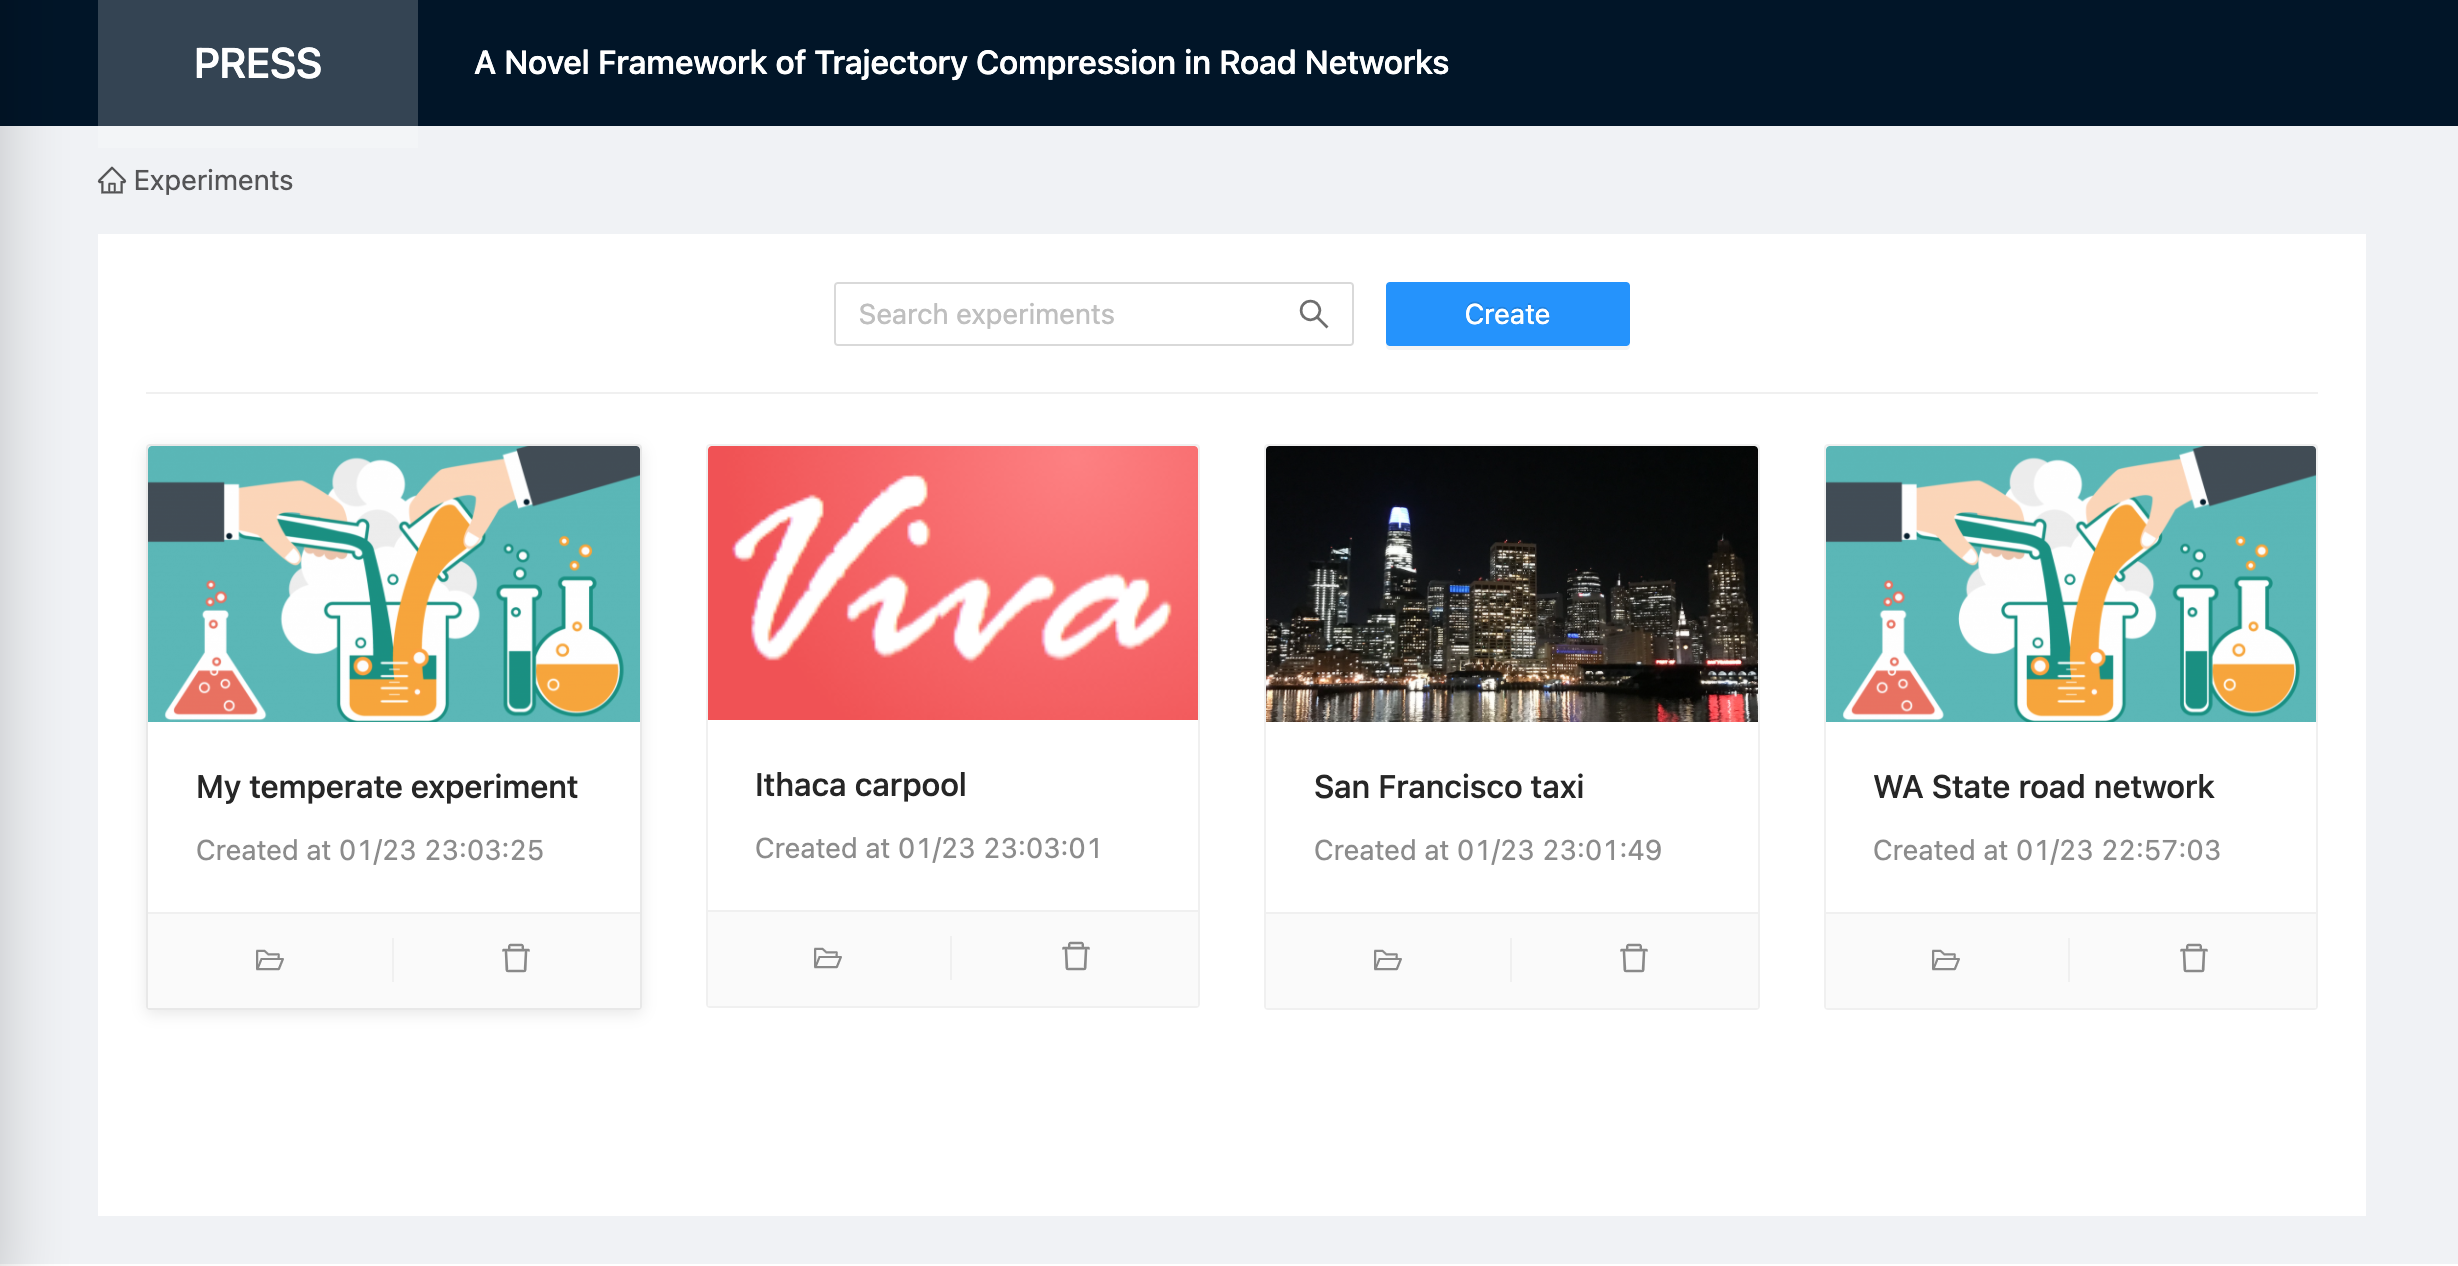 PRESS
A Novel Framework of Trajectory Compression in Road Networks
Experiments
Search experiments
Create
Viva
My temperate experiment
Created at 01/23 23:03:25
Ithaca carpool
Created at 01/23 23:03:01
San Francisco taxi
Created at 01/23 23:01:49
WA State road network
Created at 01/23 22:57:03